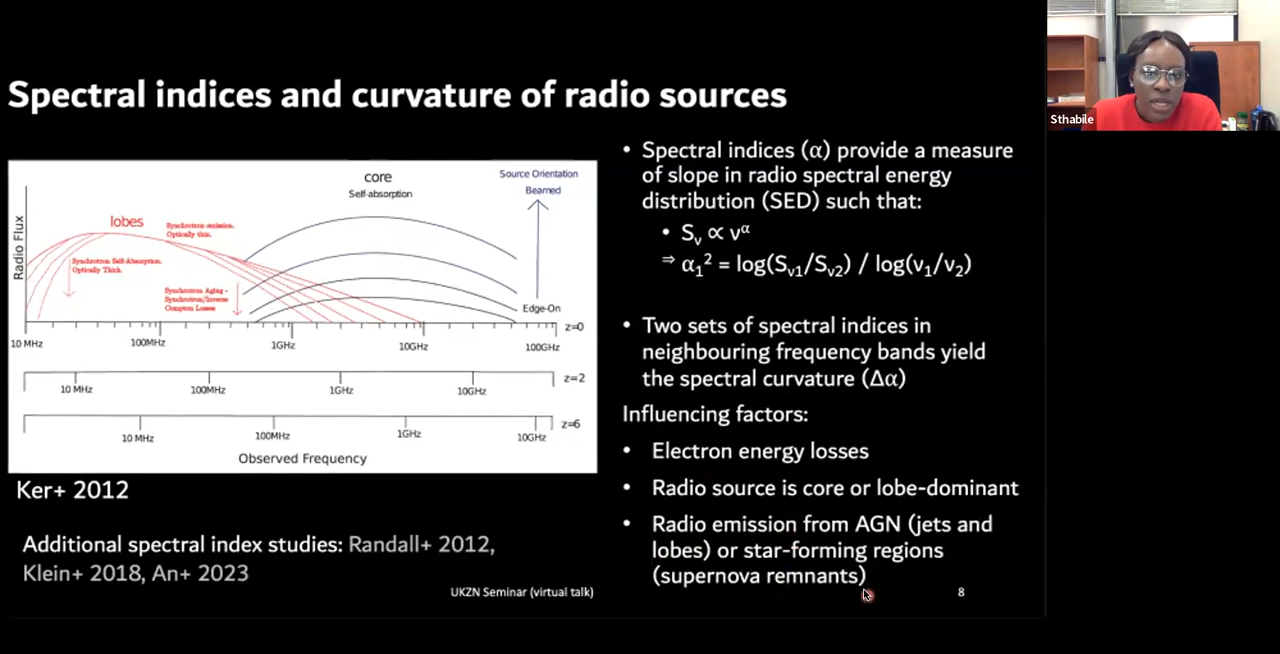 Spectral indices and curvature of radio sources
Sthabile
core
Self-absorption
Source Orientation
Beamed
lobes
Synchrotron emission.
Optically thin.
Radio Flux
Synchrotron Self-Absorption.
Optically Thick.
Synchrotron Aging -
Synchrotron/Inverse
Compton Losses
Edge-On
z=0
10 MHz 100MHz 1GHz 10GHz 100GHz
z=2
10 MHz 100MHz 1GHz 10GHz
z=6
10 MHz 100MHz 1GHz 10GHz
Observed Frequency
Ker+ 2012
Additional spectral index studies: Randall+ 2012,
Klein+ 2018, An+ 2023
• Spectral indices (α) provide a measure
of slope in radio spectral energy
distribution (SED) such that:
• Sᵥ ∝ νᵅ
⇒ α₁² = log(Sᵥ₁/Sᵥ₂) / log(ν₁/ν₂)
• Two sets of spectral indices in
neighbouring frequency bands yield
the spectral curvature (Δα)
Influencing factors:
• Electron energy losses
• Radio source is core or lobe-dominant
• Radio emission from AGN (jets and
lobes) or star-forming regions
(supernova remnants)
UKZN Seminar (virtual talk)
8